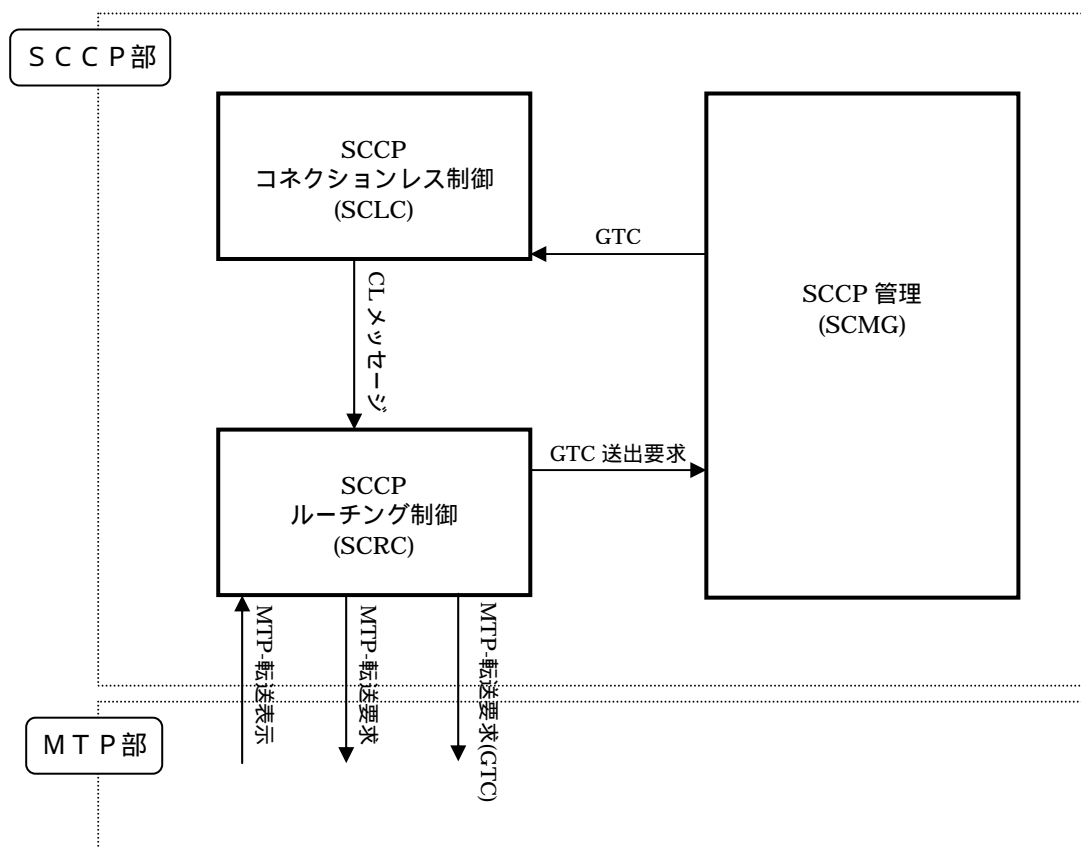 ＳＣＣＰ部
SCCP
コネクションレス制御
(SCLC)
GTC
SCCP 管理
(SCMG)
CL メッセージ
SCCP
ルーチング制御
(SCRC)
GTC 送出要求
MTP-転送表示
MTP-転送要求
MTP-転送要求(GTC)
ＭＴＰ部